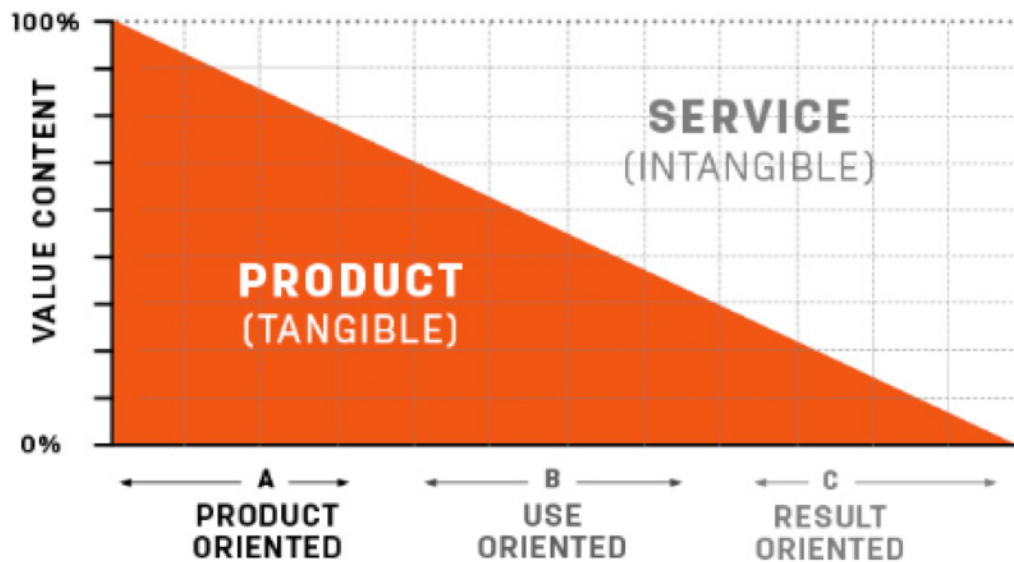 100%
VALUE CONTENT
SERVICE
(INTANGIBLE)
PRODUCT
(TANGIBLE)
0%
A
PRODUCT
ORIENTED
B
USE
ORIENTED
C
RESULT
ORIENTED